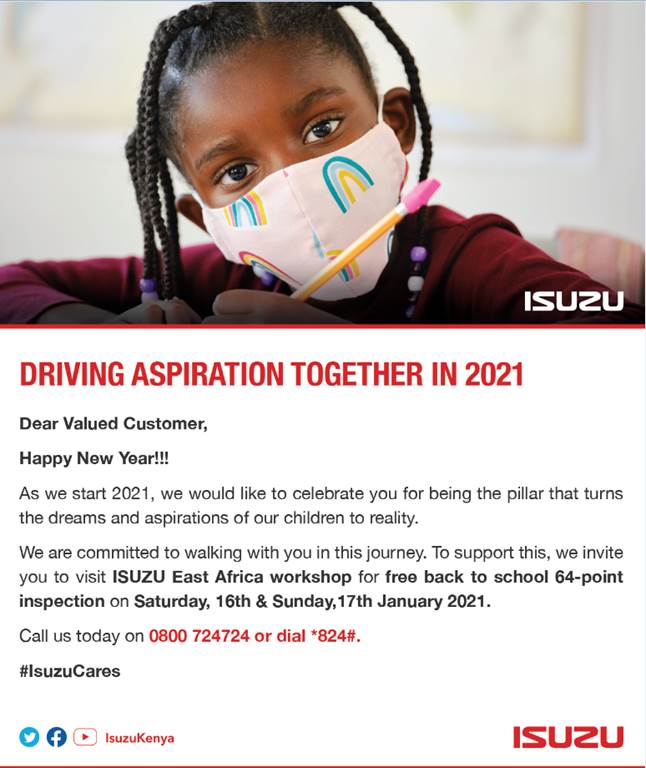 ISUZU
DRIVING ASPIRATION TOGETHER IN 2021
Dear Valued Customer,
Happy New Year!!!
As we start 2021, we would like to celebrate you for being the pillar that turns
the dreams and aspirations of our children to reality.
We are committed to walking with you in this journey. To support this, we invite
you to visit ISUZU East Africa workshop for free back to school 64-point
inspection on Saturday, 16th & Sunday,17th January 2021.
Call us today on 0800 724724 or dial *824#.
#IsuzuCares
IsuzuKenya
ISUZU